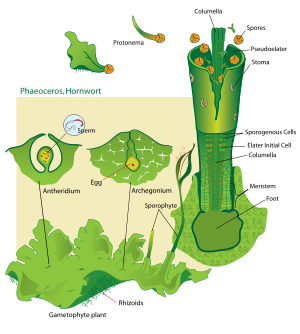 Columella
Spores
Protonema
Pseudoelater
Stoma
Phaeoceros, Hornwort
Sperm
Sporogenous Cells
Elater Initial Cell
Columella
Egg
Antheridium
Archegonium
Meristem
Foot
Sporophyte
Rhizoids
Gametophyte plant